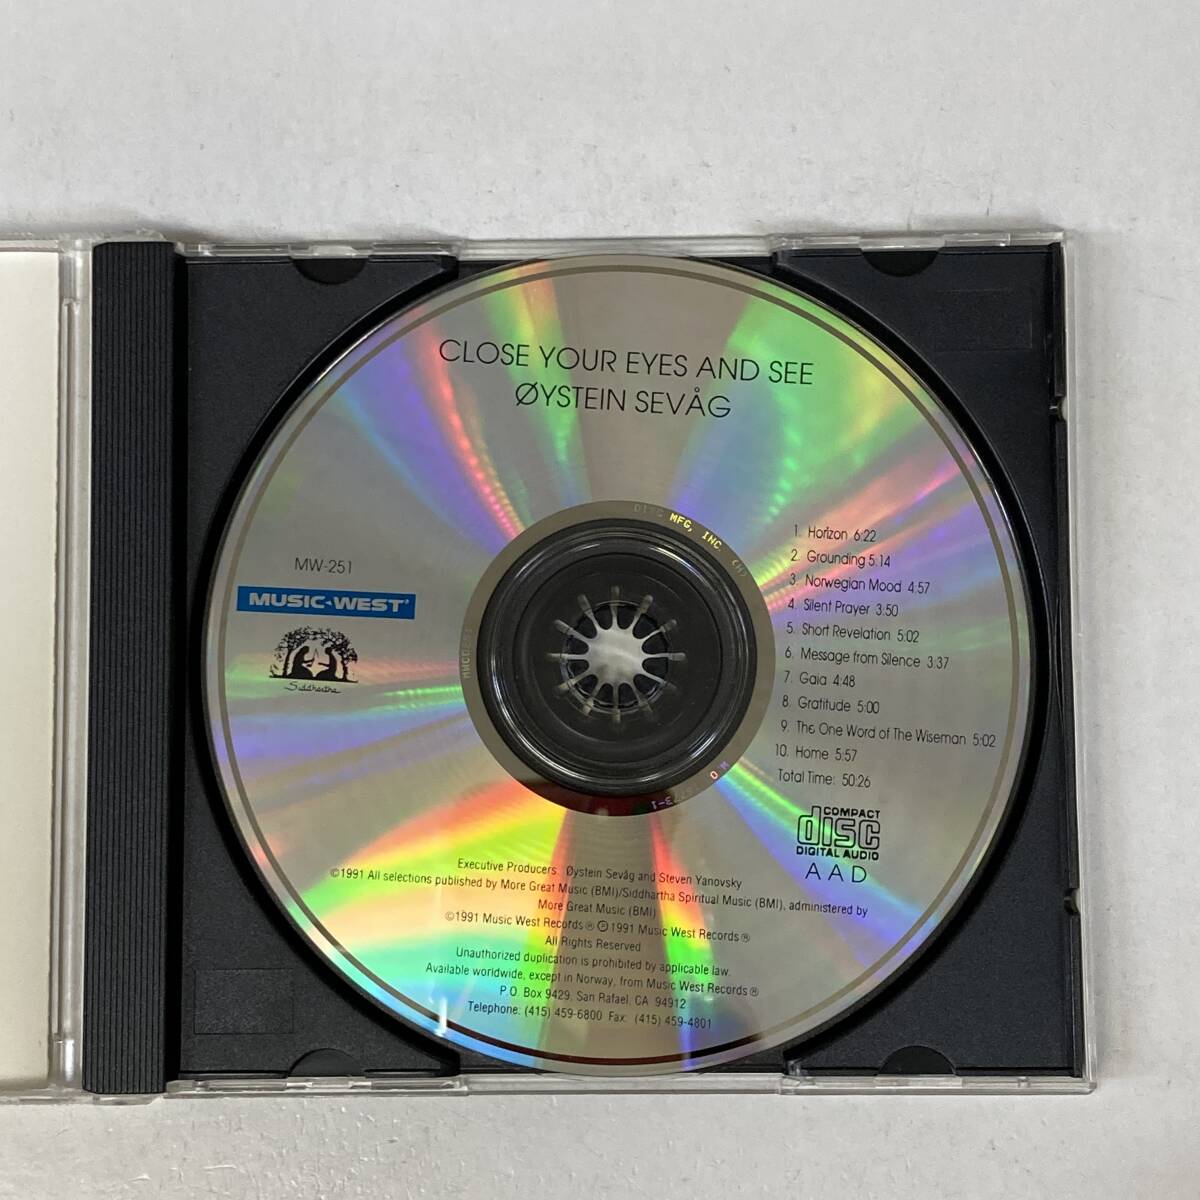 CLOSE YOUR EYES AND SEE
ØYSTEIN SEVÅG
MW-251
MUSIC WEST
Siddhartha
DISC MFG, INC. (H)
1. Horizon 6:22
2. Grounding 5:14
3. Norwegian Mood 4:57
4. Silent Prayer 3:50
5. Short Revelation 5:02
6. Message from Silence 3:37
7. Gaia 4:48
8. Gratitude 5:00
9. The One Word of The Wiseman 5:02
10. Home 5:57
Total Time: 50:26
COMPACT
disc
DIGITAL AUDIO
AAD
Executive Producers: Øystein Sevåg and Steven Yanovsky
©1991 All selections published by More Great Music (BMI)/Siddhartha Spiritual Music (BMI), administered by
More Great Music (BMI)
©1991 Music West Records® ℗1991 Music West Records®
All Rights Reserved
Unauthorized duplication is prohibited by applicable law.
Available worldwide, except in Norway, from Music West Records®
P.O. Box 9429, San Rafael, CA 94912
Telephone: (415) 459-6800 Fax: (415) 459-4801